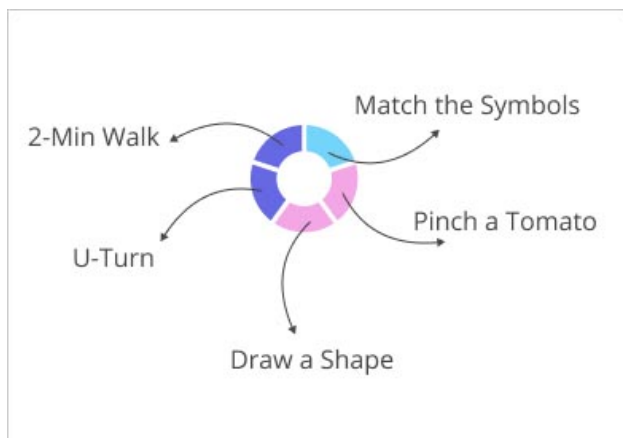 Match the Symbols
2-Min Walk
Pinch a Tomato
U-Turn
Draw a Shape